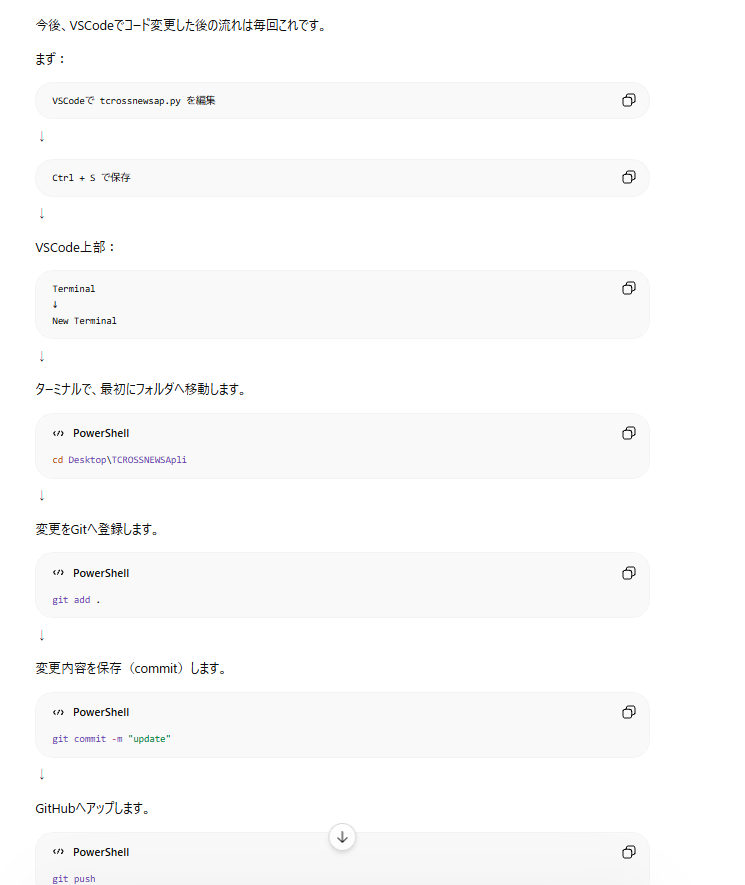 今後、VSCodeでコード変更した後の流れは毎回これです。
まず：
VSCodeで tcrossnewsap.py を編集
↓
Ctrl + S で保存
↓
VSCode上部：
Terminal
↓
New Terminal
↓
ターミナルで、最初にフォルダへ移動します。
PowerShell
cd Desktop\TCROSSNEWSApli
↓
変更をGitへ登録します。
PowerShell
git add .
↓
変更内容を保存（commit）します。
PowerShell
git commit -m "update"
↓
GitHubへアップします。
PowerShell
git push